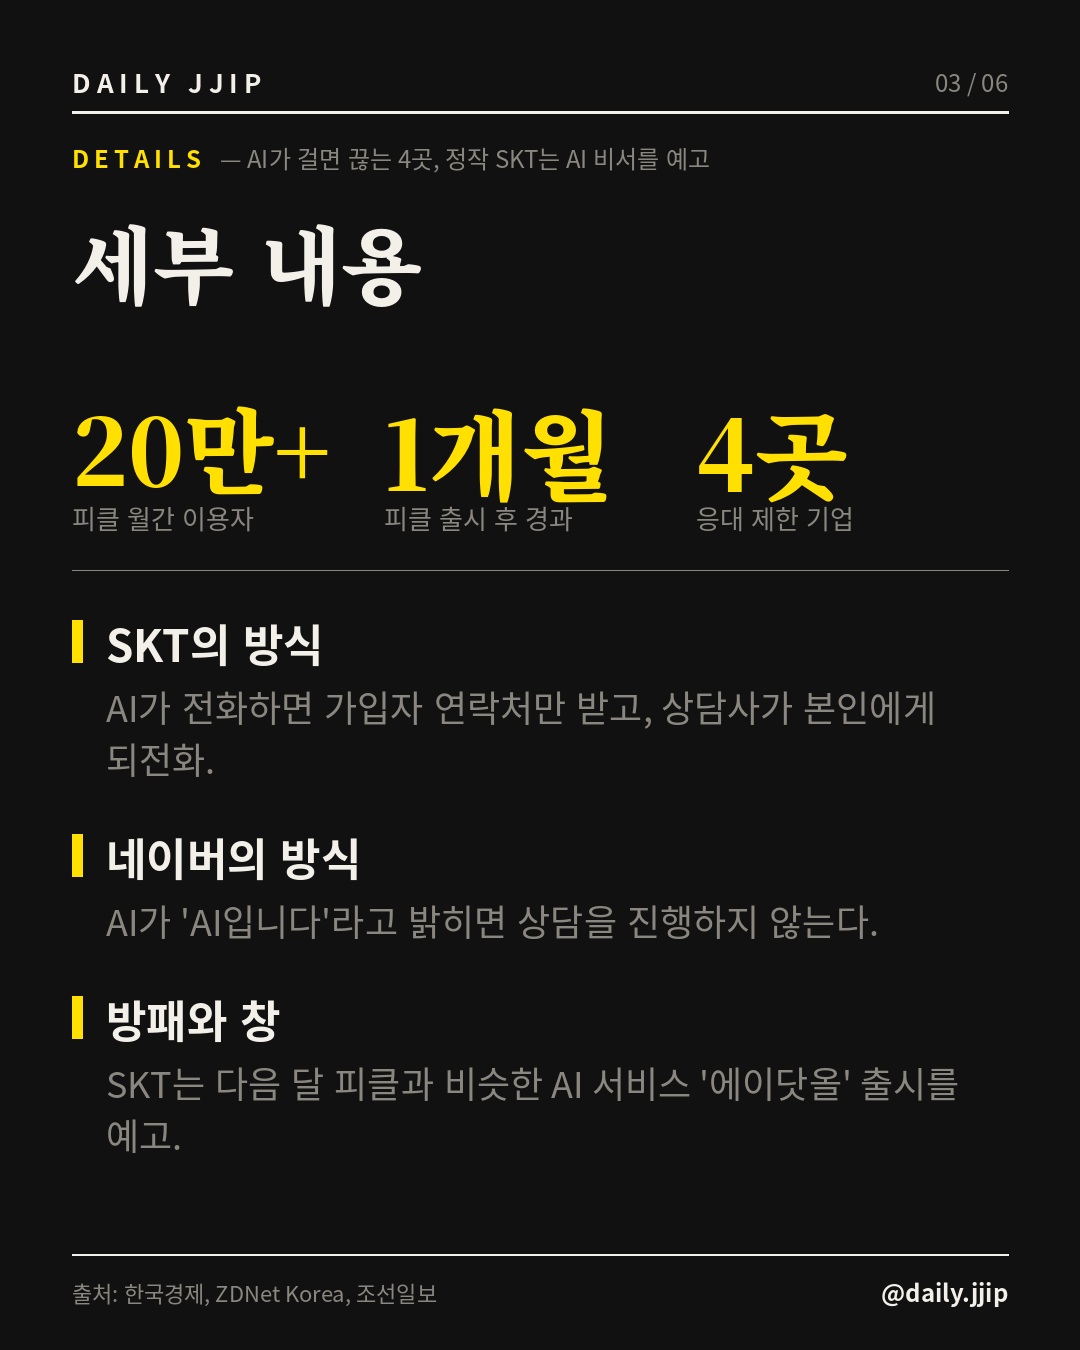 DAILY JJIP
03 / 06
DETAILS — AI가 걸면 끊는 4곳, 정작 SKT는 AI 비서를 예고
세부 내용
20만+ 1개월 4곳
피클 월간 이용자 피클 출시 후 경과 응대 제한 기업
SKT의 방식
AI가 전화하면 가입자 연락처만 받고, 상담사가 본인에게
되전화.
네이버의 방식
AI가 'AI입니다'라고 밝히면 상담을 진행하지 않는다.
방패와 창
SKT는 다음 달 피클과 비슷한 AI 서비스 '에이닷올' 출시를
예고.
출처: 한국경제, ZDNet Korea, 조선일보
@daily.jjip